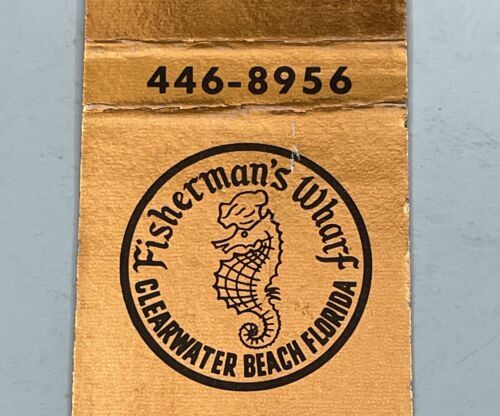 446-8956
Fisherman's Wharf
CLEARWATER BEACH FLORIDA